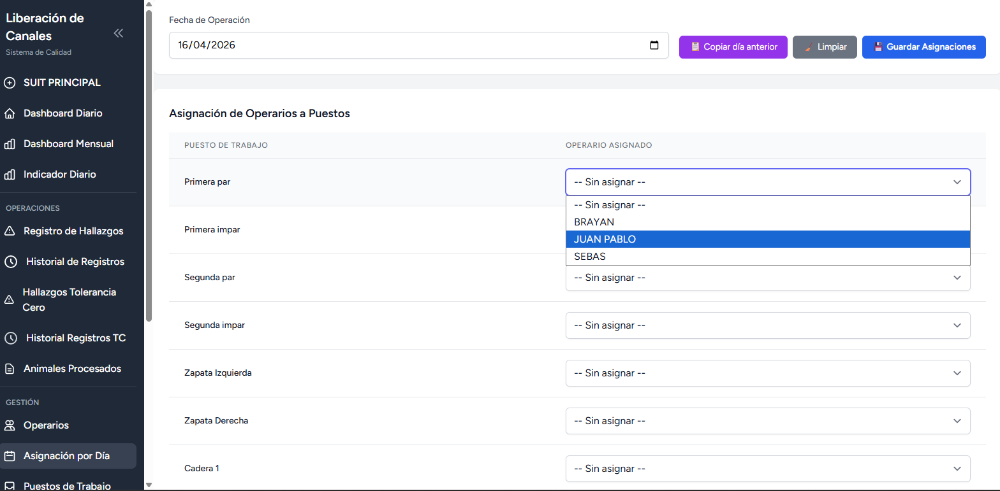 Liberación de
Canales
Sistema de Calidad
SUIT PRINCIPAL
Dashboard Diario
Dashboard Mensual
Indicador Diario
OPERACIONES
Registro de Hallazgos
Historial de Registros
Hallazgos Tolerancia
Cero
Historial Registros TC
Animales Procesados
GESTIÓN
Operarios
Asignación por Día
Puestos de Trabajo
Fecha de Operación
16/04/2026
Copiar día anterior
Limpiar
Guardar Asignaciones
Asignación de Operarios a Puestos
PUESTO DE TRABAJO OPERARIO ASIGNADO
Primera par -- Sin asignar --
-- Sin asignar --
BRAYAN
JUAN PABLO
SEBAS
Primera impar
Segunda par -- Sin asignar --
Segunda impar -- Sin asignar --
Zapata Izquierda -- Sin asignar --
Zapata Derecha -- Sin asignar --
Cadera 1 -- Sin asignar --